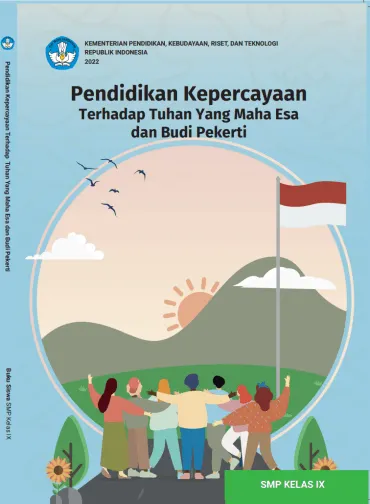 KEMENTERIAN PENDIDIKAN, KEBUDAYAAN, RISET, DAN TEKNOLOGI
REPUBLIK INDONESIA
2022
Pendidikan Kepercayaan
Terhadap Tuhan Yang Maha Esa
dan Budi Pekerti
SMP KELAS IX
Pendidikan Kepercayaan Terhadap Tuhan Yang Maha Esa dan Budi Pekerti
Buku Siswa SMP Kelas IX